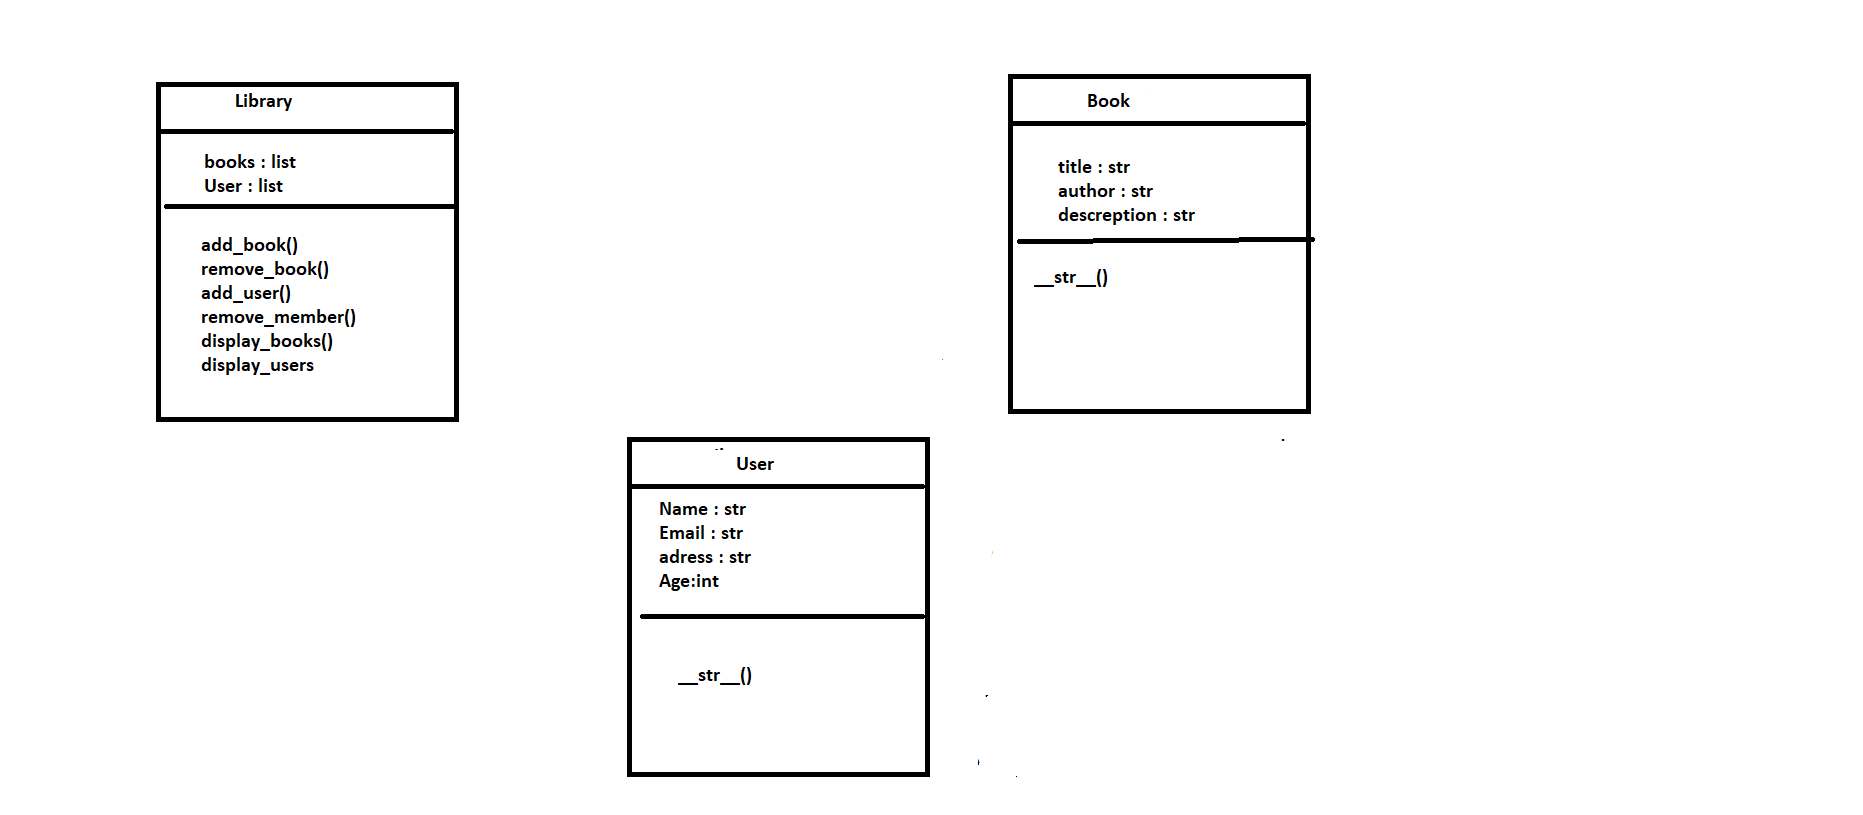 Library
books : list
User : list
add_book()
remove_book()
add_user()
remove_member()
display_books()
display_users
Book
title : str
author : str
descreption : str
__str__()
User
Name : str
Email : str
adress : str
Age:int
__str__()